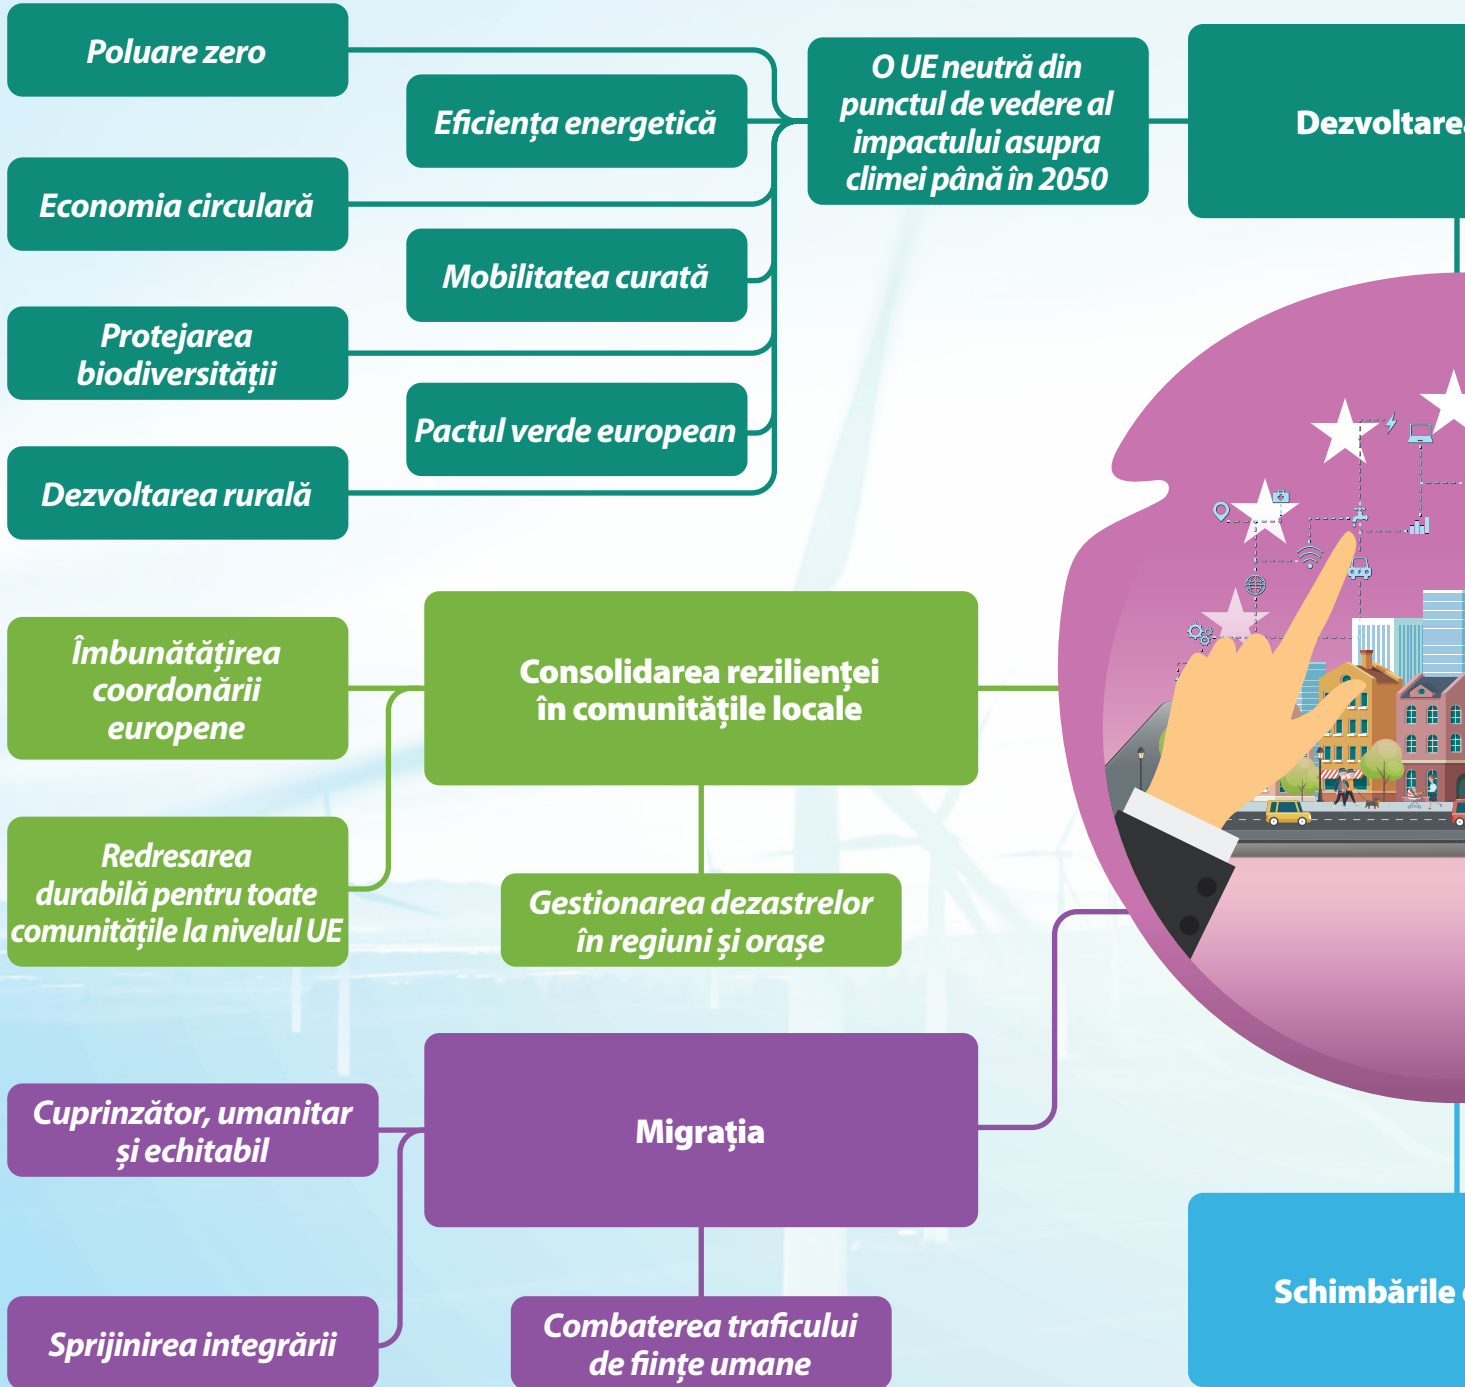 Poluare zero
Eficiența energetică
Economia circulară
Mobilitatea curată
Protejarea
biodiversității
Pactul verde european
Dezvoltarea rurală
O UE neutră din
punctul de vedere al
impactului asupra
climei până în 2050
Dezvoltarea
Îmbunătățirea
coordonării
europene
Consolidarea rezilienței
în comunitățile locale
Redresarea
durabilă pentru toate
comunitățile la nivelul UE
Gestionarea dezastrelor
în regiuni și orașe
Cuprinzător, umanitar
și echitabil
Migrația
Sprijinirea integrării
Combaterea traficului
de ființe umane
Schimbările